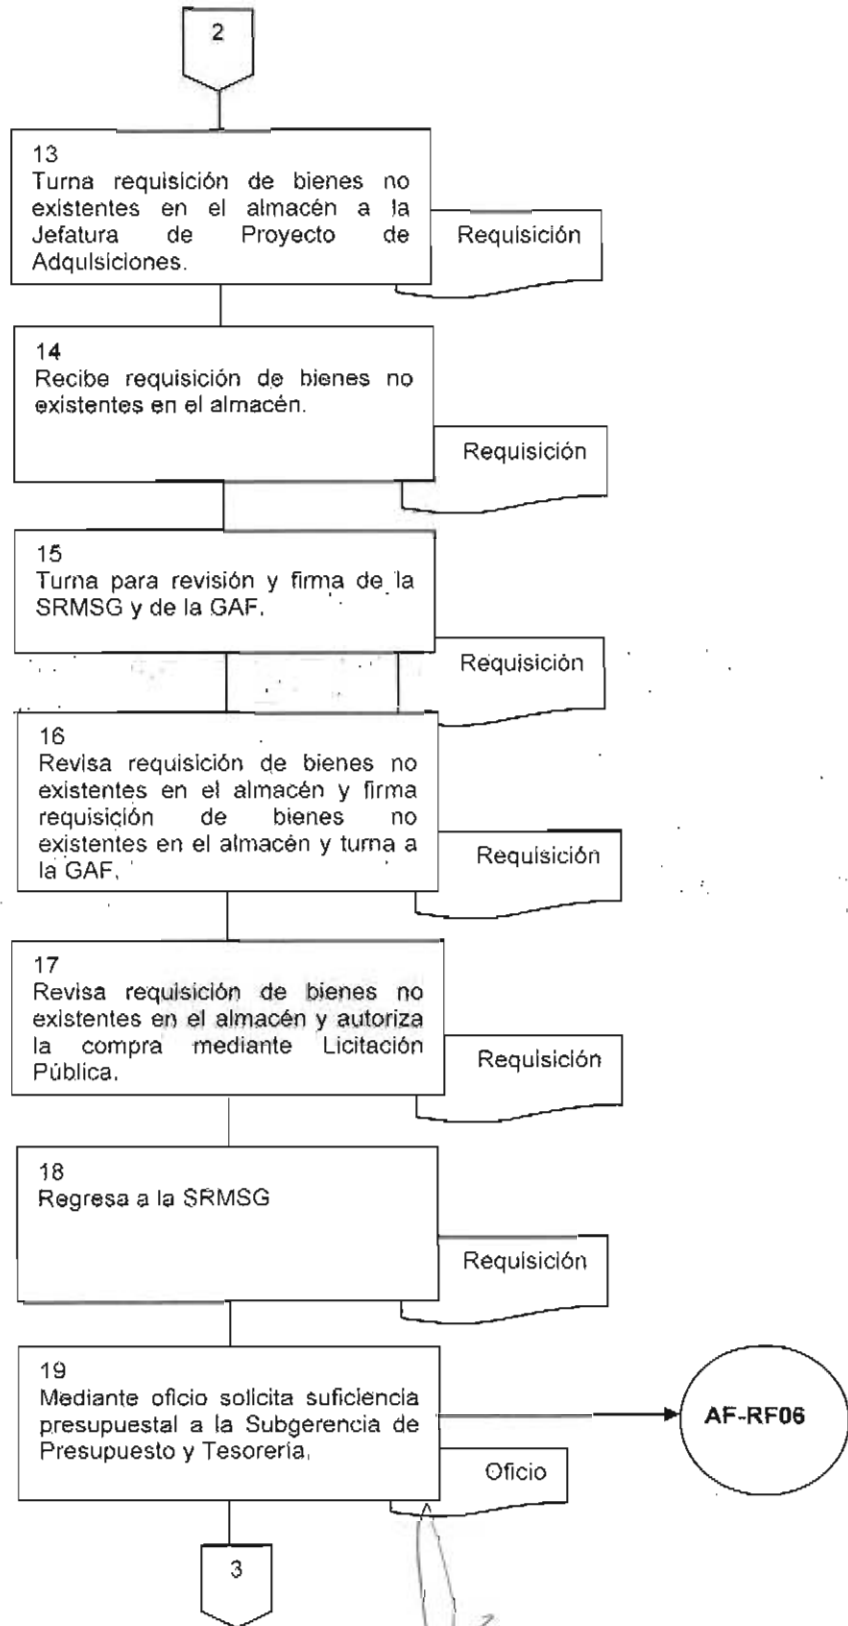 2
13
Turna requisición de bienes no
existentes en el almacén a la
Jefatura de Proyecto de
Adquisiciones.
Requisición
14
Recibe requisición de bienes no
existentes en el almacén.
Requisición
15
Turna para revisión y firma de la
SRMSG y de la GAF.
Requisición
16
Revisa requisición de bienes no
existentes en el almacén y firma
requisición de bienes no
existentes en el almacén y turna a
la GAF.
Requisición
17
Revisa requisición de bienes no
existentes en el almacén y autoriza
la compra mediante Licitación
Pública.
Requisición
18
Regresa a la SRMSG
Requisición
19
Mediante oficio solicita suficiencia
presupuestal a la Subgerencia de
Presupuesto y Tesorería.
AF-RF06
Oficio
3